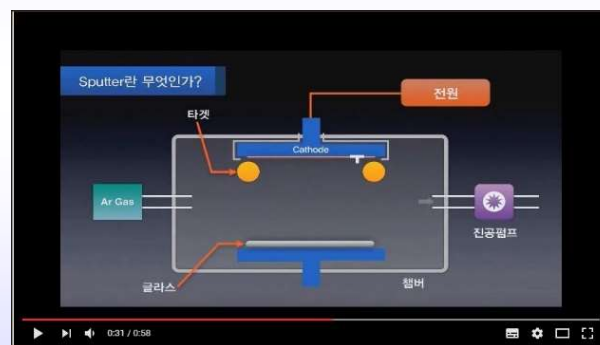 Sputter란 무엇인가?
전원
타겟
Cathode
Ar Gas
진공펌프
글라스
챔버
0:31 / 0:58